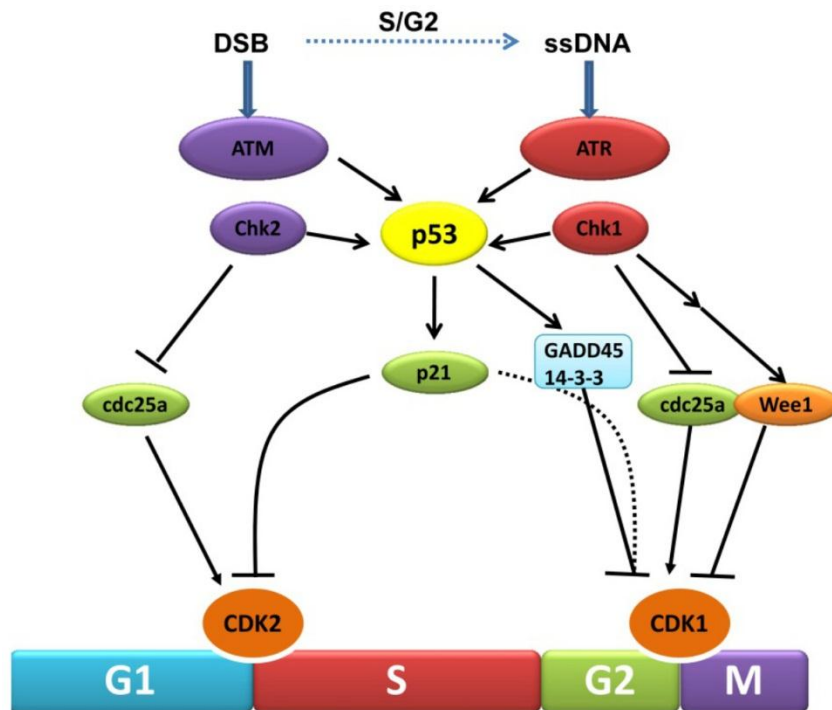 S/G2
DSB
ssDNA
ATM
ATR
Chk2
p53
Chk1
GADD45
14-3-3
p21
cdc25a
cdc25a
Wee1
CDK2
CDK1
G1
S
G2
M